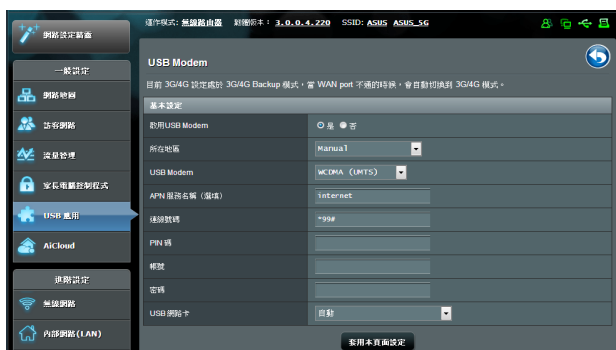 運作模式: 無線路由器 韌體版本: 3.0.0.4.220 SSID: ASUS ASUS_5G
網路設定精靈
一般設定
網路地圖
訪客網路
流量管理
家長電腦控制程式
USB 應用
AiCloud
進階設定
無線網路
內部網路(LAN)
USB Modem
目前 3G/4G 設定處於 3G/4G Backup 模式，當 WAN port 不通的時候，會自動切換到 3G/4G 模式。
基本設定
啟用USB Modem 是 否
所在地區 Manual
USB Modem WCDMA (UMTS)
APN 服務名稱 (選填) internet
連線號碼 *99#
PIN 碼
帳號
密碼
USB 網路卡 自動
套用本頁面設定